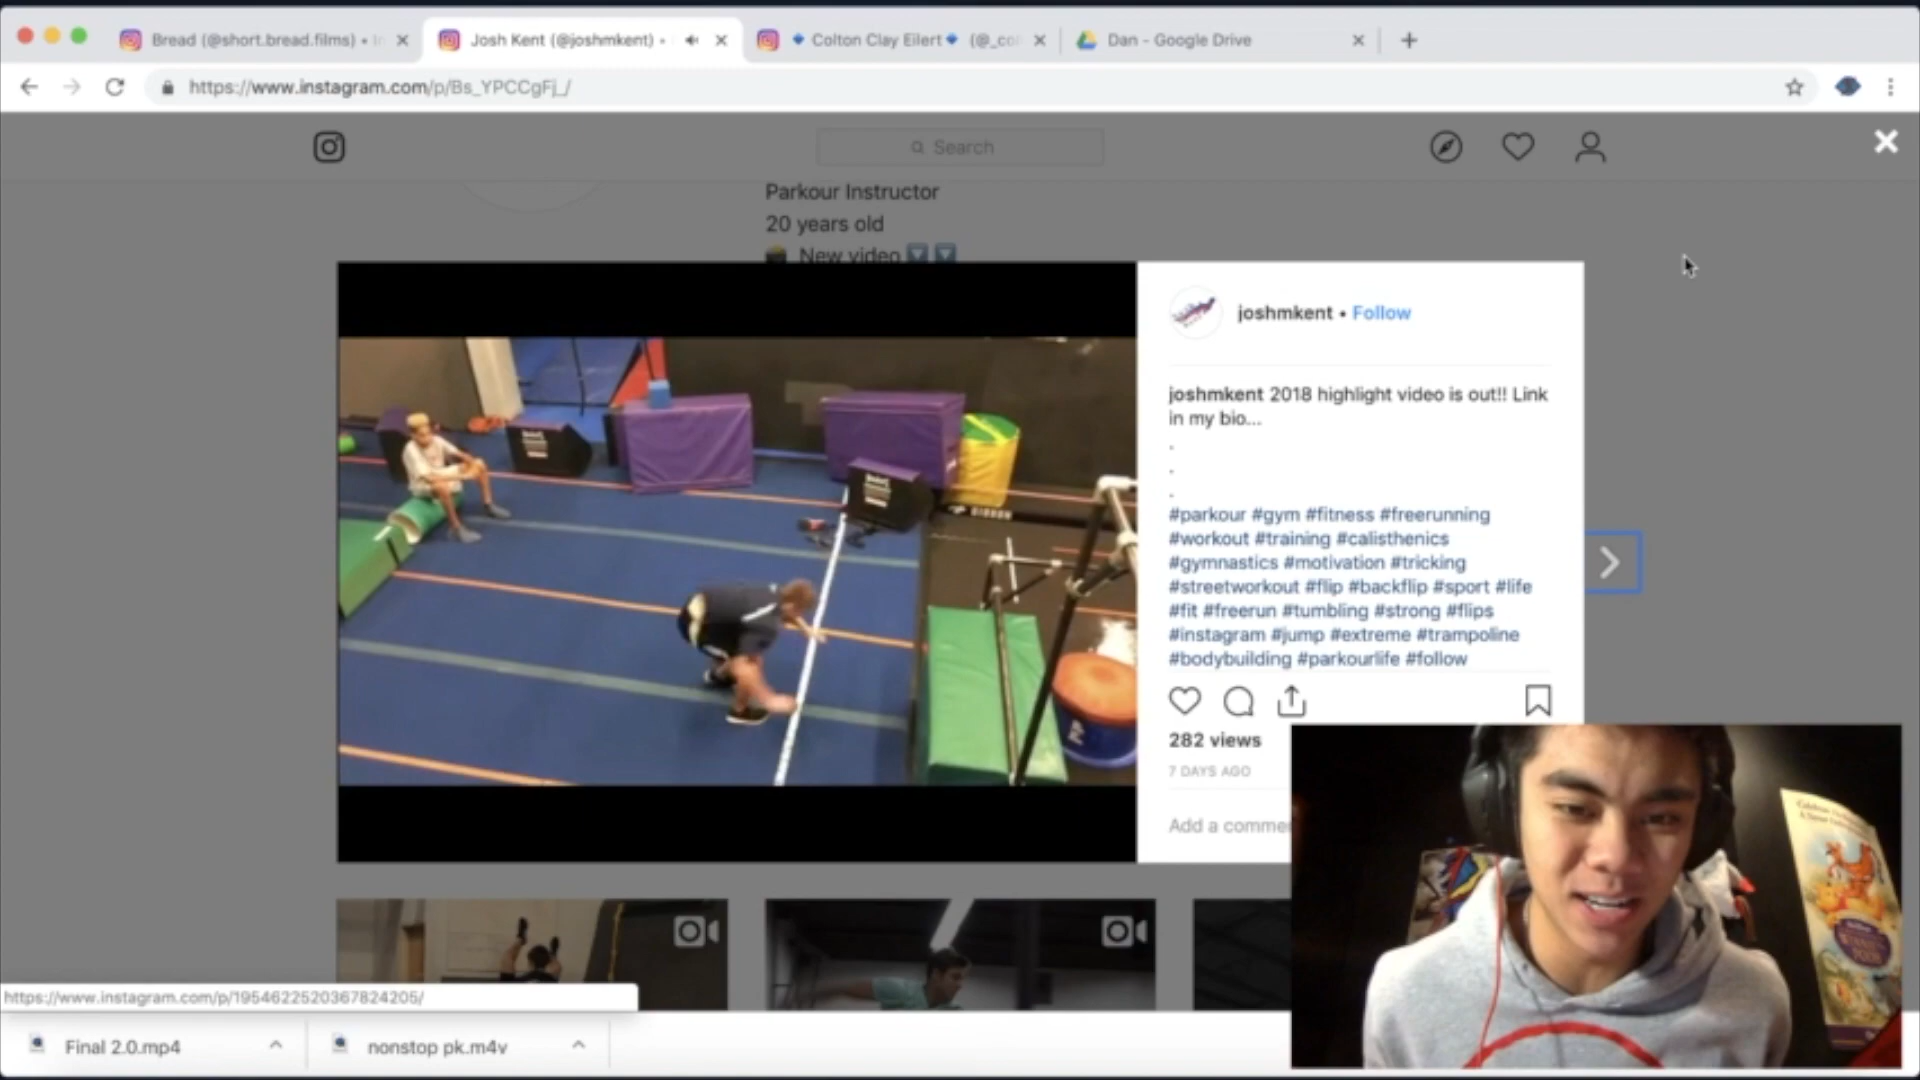 Bread (@short.bread.films) •
Josh Kent (@joshmkent) •
Colton Clay Eilert (@_co
Dan - Google Drive
https://www.instagram.com/p/Bs_YPCCgFj_/
Search
Parkour Instructor
20 years old
New video
joshmkent • Follow
joshmkent 2018 highlight video is out!! Link
in my bio...
.
.
.
#parkour #gym #fitness #freerunning
#workout #training #calisthenics
#gymnastics #motivation #tricking
#streetworkout #flip #backflip #sport #life
#fit #freerun #tumbling #strong #flips
#instagram #jump #extreme #trampoline
#bodybuilding #parkourlife #follow
282 views
7 DAYS AGO
Add a comme
GIBBON
https://www.instagram.com/p/1954622520367824205/
Final 2.0.mp4
nonstop pk.m4v